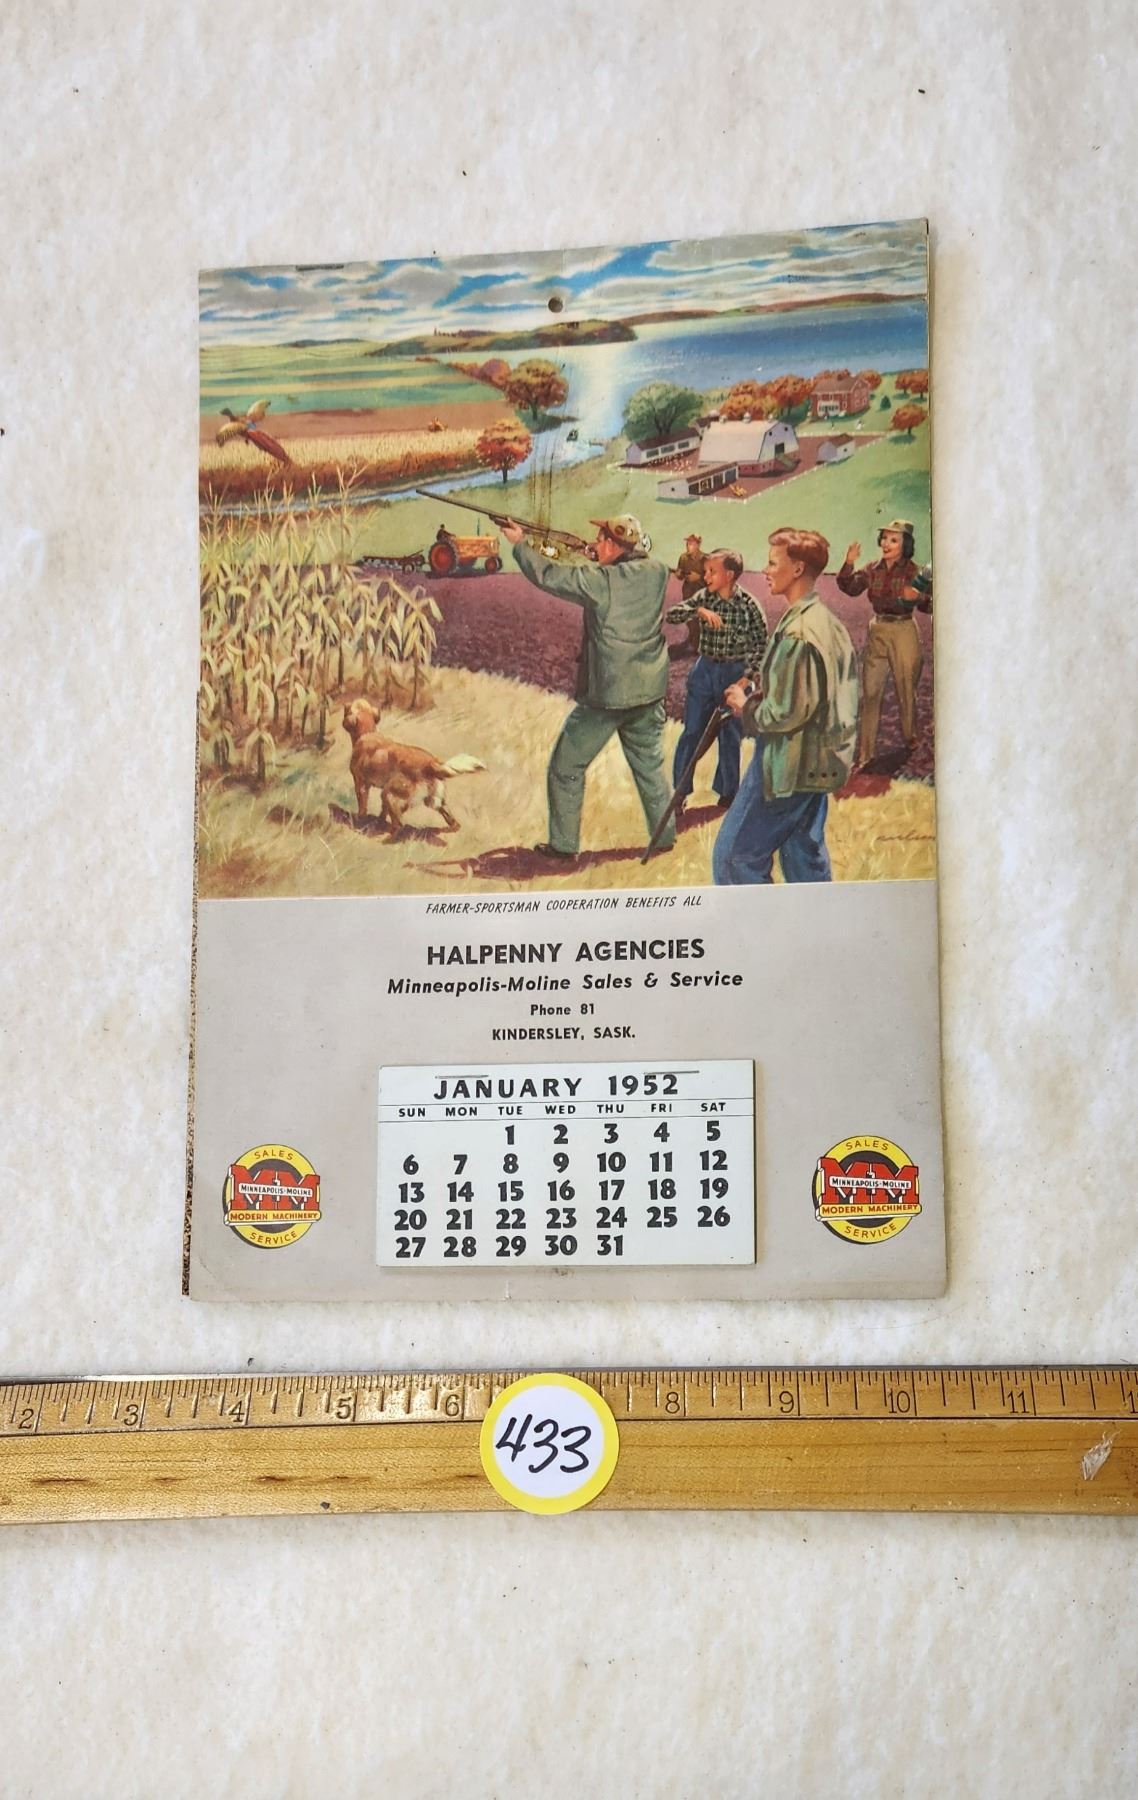 FARMER-SPORTSMAN COOPERATION BENEFITS ALL
HALPENNY AGENCIES
Minneapolis-Moline Sales & Service
Phone 81
KINDERSLEY, SASK.
JANUARY 1952
SUN MON TUE WED THU FRI SAT
1 2 3 4 5
6 7 8 9 10 11 12
13 14 15 16 17 18 19
20 21 22 23 24 25 26
27 28 29 30 31
SALES
MM
MINNEAPOLIS-MOLINE
MODERN MACHINERY
SERVICE
SALES
MM
MINNEAPOLIS-MOLINE
MODERN MACHINERY
SERVICE
2 3 4 5 6 8 9 10 11
433